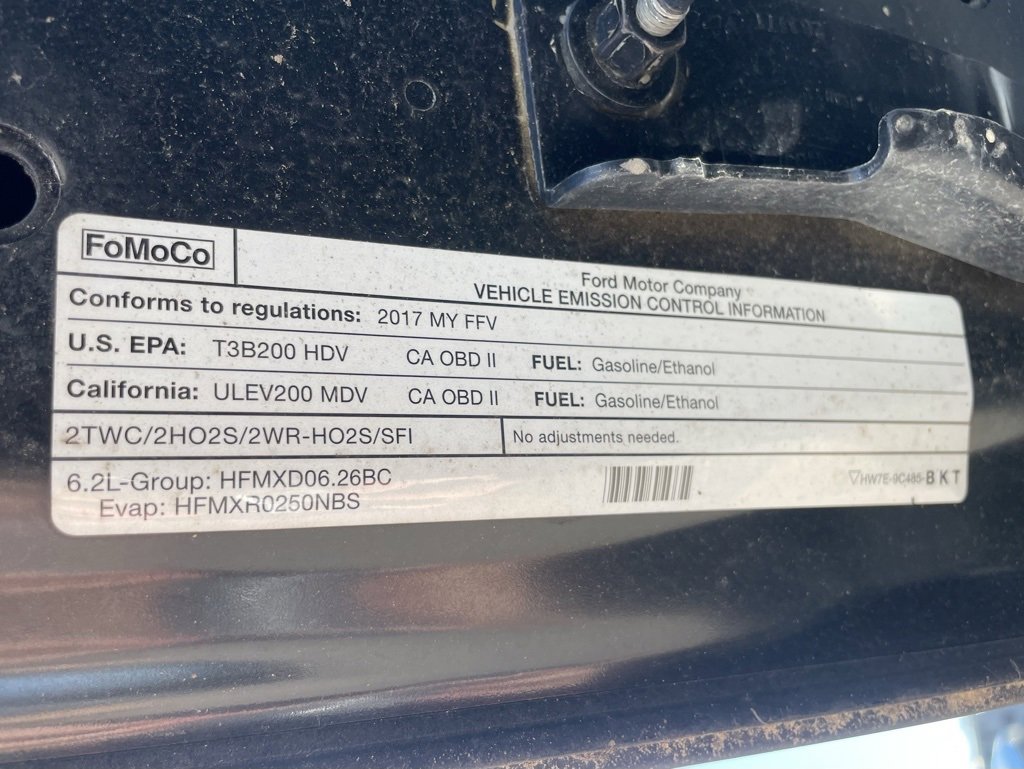 FoMoCo
Ford Motor Company
VEHICLE EMISSION CONTROL INFORMATION
Conforms to regulations: 2017 MY FFV
U.S. EPA: T3B200 HDV CA OBD II FUEL: Gasoline/Ethanol
California: ULEV200 MDV CA OBD II FUEL: Gasoline/Ethanol
2TWC/2HO2S/2WR-HO2S/SFI No adjustments needed.
6.2L-Group: HFMXD06.26BC
Evap: HFMXR0250NBS
HW7E-9C485-BKT